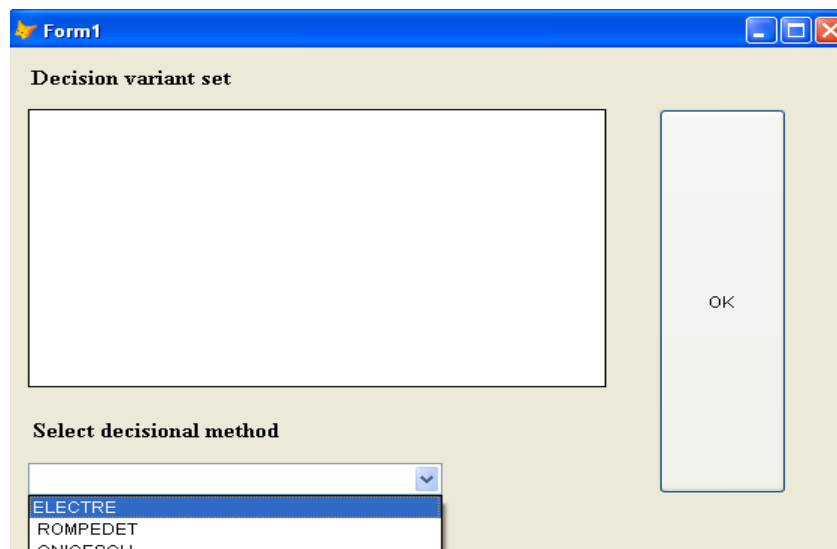 Form1
Decision variant set
OK
Select decisional method
ELECTRE
ROMPEDET